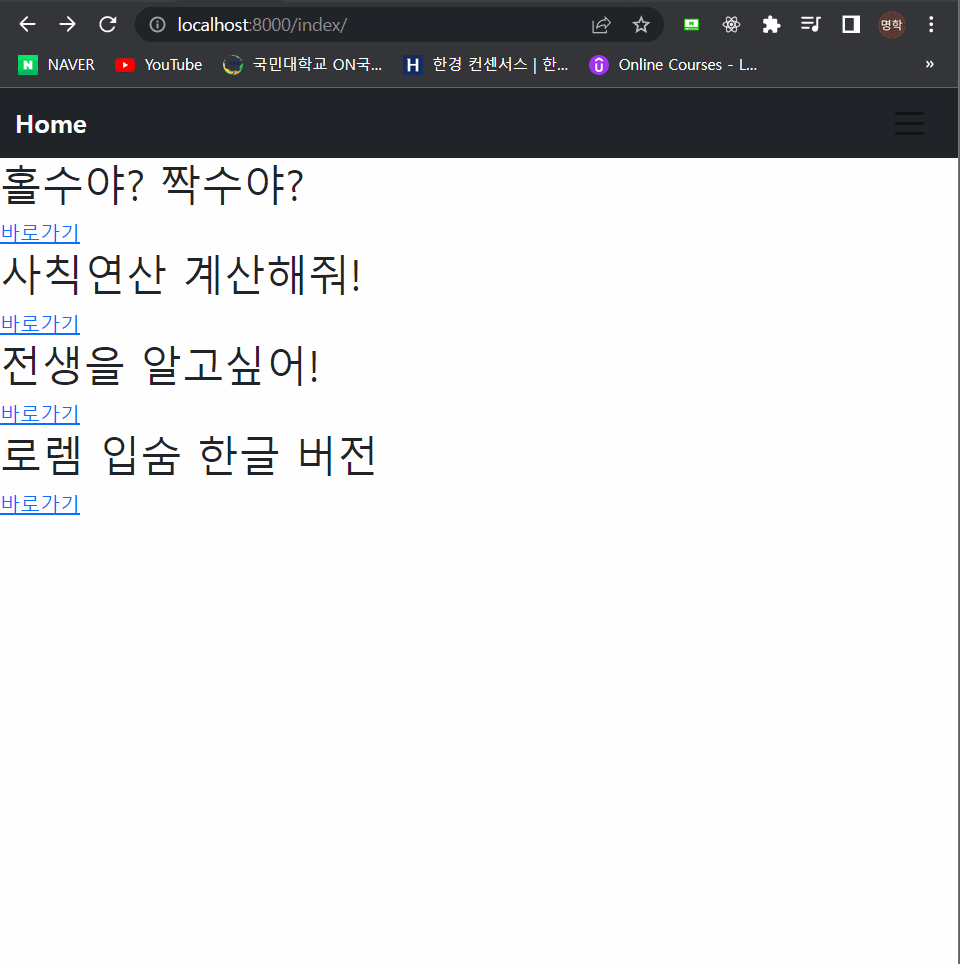 localhost:8000/index/
명학
NAVER
YouTube
국민대학교 ON국...
H 한경 컨센서스 | 한...
Online Courses - L...
»
Home
홀수야? 짝수야?
바로가기
사칙연산 계산해줘!
바로가기
전생을 알고싶어!
바로가기
로렘 입숨 한글 버전
바로가기